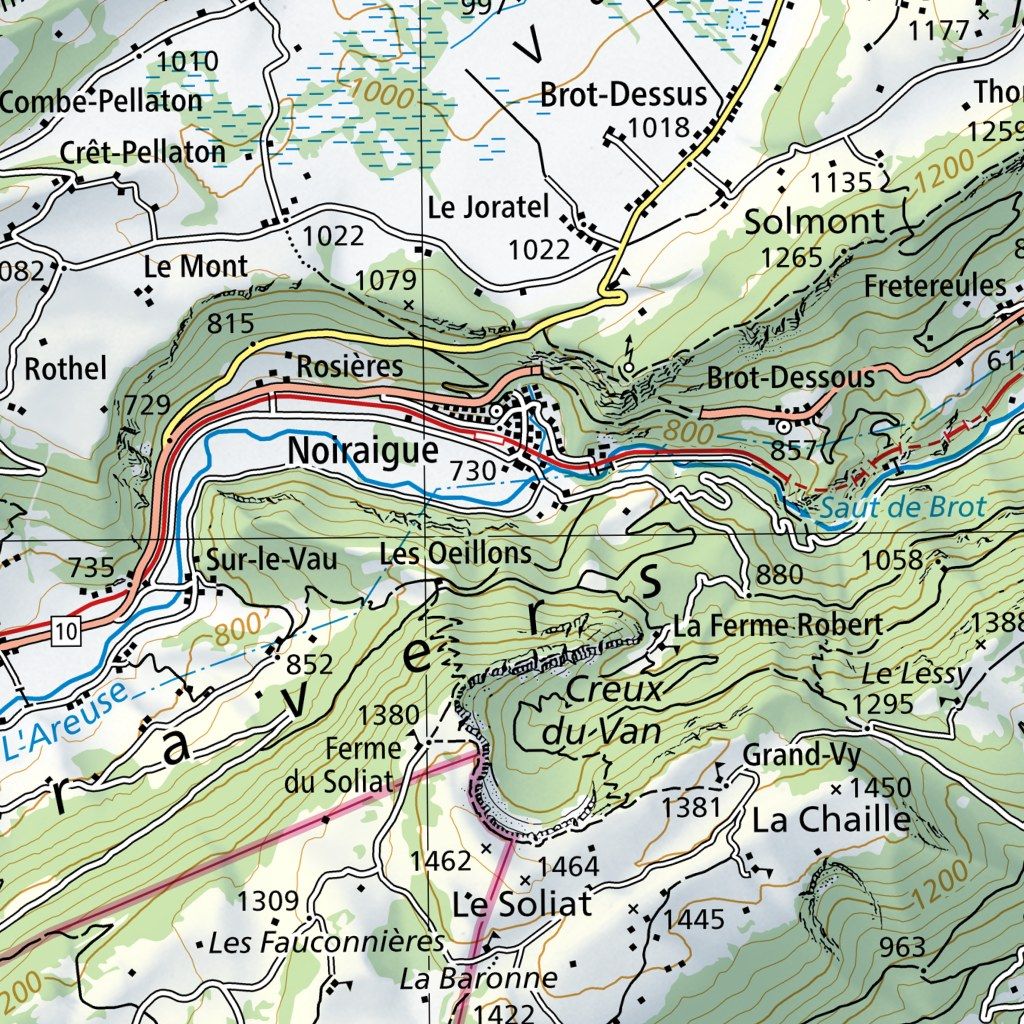 997
1177
V
1010
Combe-Pellaton
1000
Brot-Dessus
1018
1259
Crêt-Pellaton
1135
1200
Le Joratel
Solmont
1022
1022
1265
082
Le Mont
1079
Fretereules
815
Rothel
Rosières
Brot-Dessous
617
729
800
Noiraigue
730
857
Saut de Brot
735
Sur-le-Vau
Les Oeillons
1058
880
s
r
10
800
La Ferme Robert
1388
852
e
Le Lessy
Creux
du Van
1295
L'Areuse
v
1380
a
Ferme
du Soliat
Grand-Vy
r
1381
1450
La Chaille
1462
1464
1200
1309
Le Soliat
1445
Les Fauconnières
963
La Baronne
200
1422